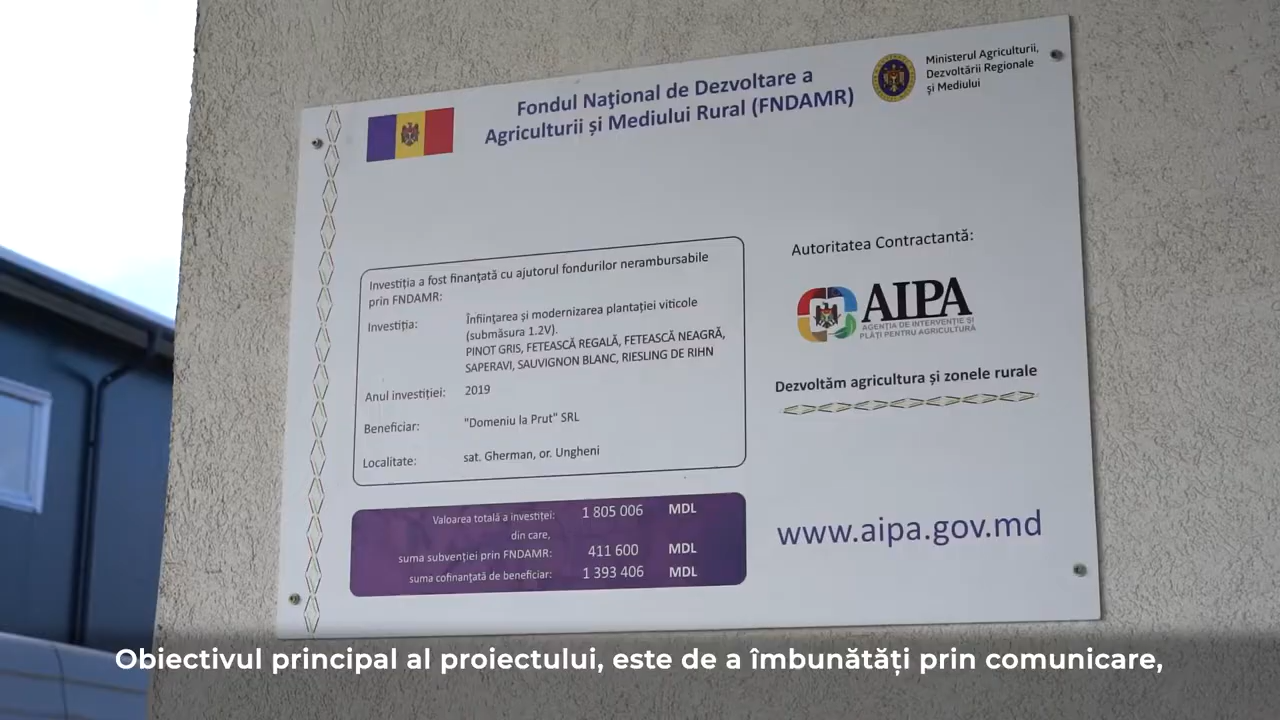 Fondul Naţional de Dezvoltare a
Agriculturii și Mediului Rural (FNDAMR)
Ministerul Agriculturii,
Dezvoltării Regionale
și Mediului
Investiția a fost finanțată cu ajutorul fondurilor nerambursabile
prin FNDAMR:
Investiția: Înființarea și modernizarea plantației viticole
(submăsura 1.2V).
PINOT GRIS, FETEASCĂ REGALĂ, FETEASCĂ NEAGRĂ,
SAPERAVI, SAUVIGNON BLANC, RIESLING DE RIHN
Anul investiției: 2019
Beneficiar: "Domeniu la Prut" SRL
Localitate: sat. Gherman, or. Ungheni
Valoarea totală a investiței: 1 805 006 MDL
din care,
suma subvenției prin FNDAMR: 411 600 MDL
suma cofinanțată de beneficiar: 1 393 406 MDL
Autoritatea Contractantă:
AIPA
AGENȚIA DE INTERVENȚIE ȘI
PLĂȚI PENTRU AGRICULTURĂ
Dezvoltăm agricultura și zonele rurale
www.aipa.gov.md
Obiectivul principal al proiectului, este de a îmbunătăți prin comunicare,